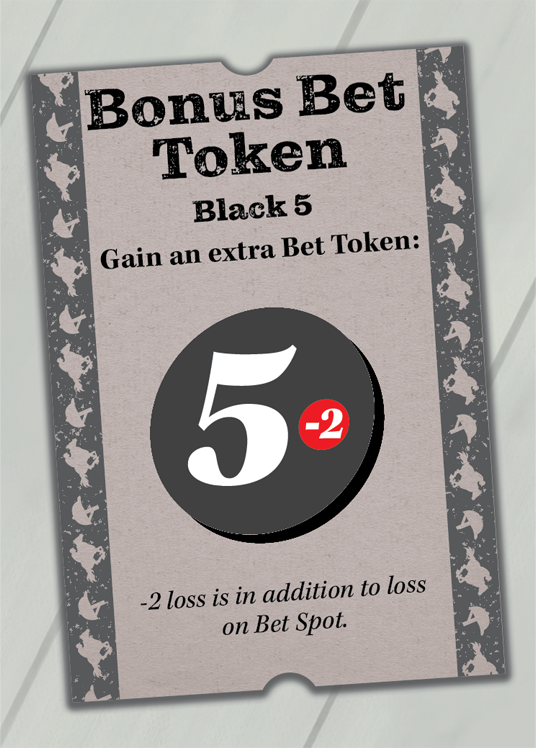 Bonus Bet
Token
Black 5
Gain an extra Bet Token:
5
-2
-2 loss is in addition to loss
on Bet Spot.